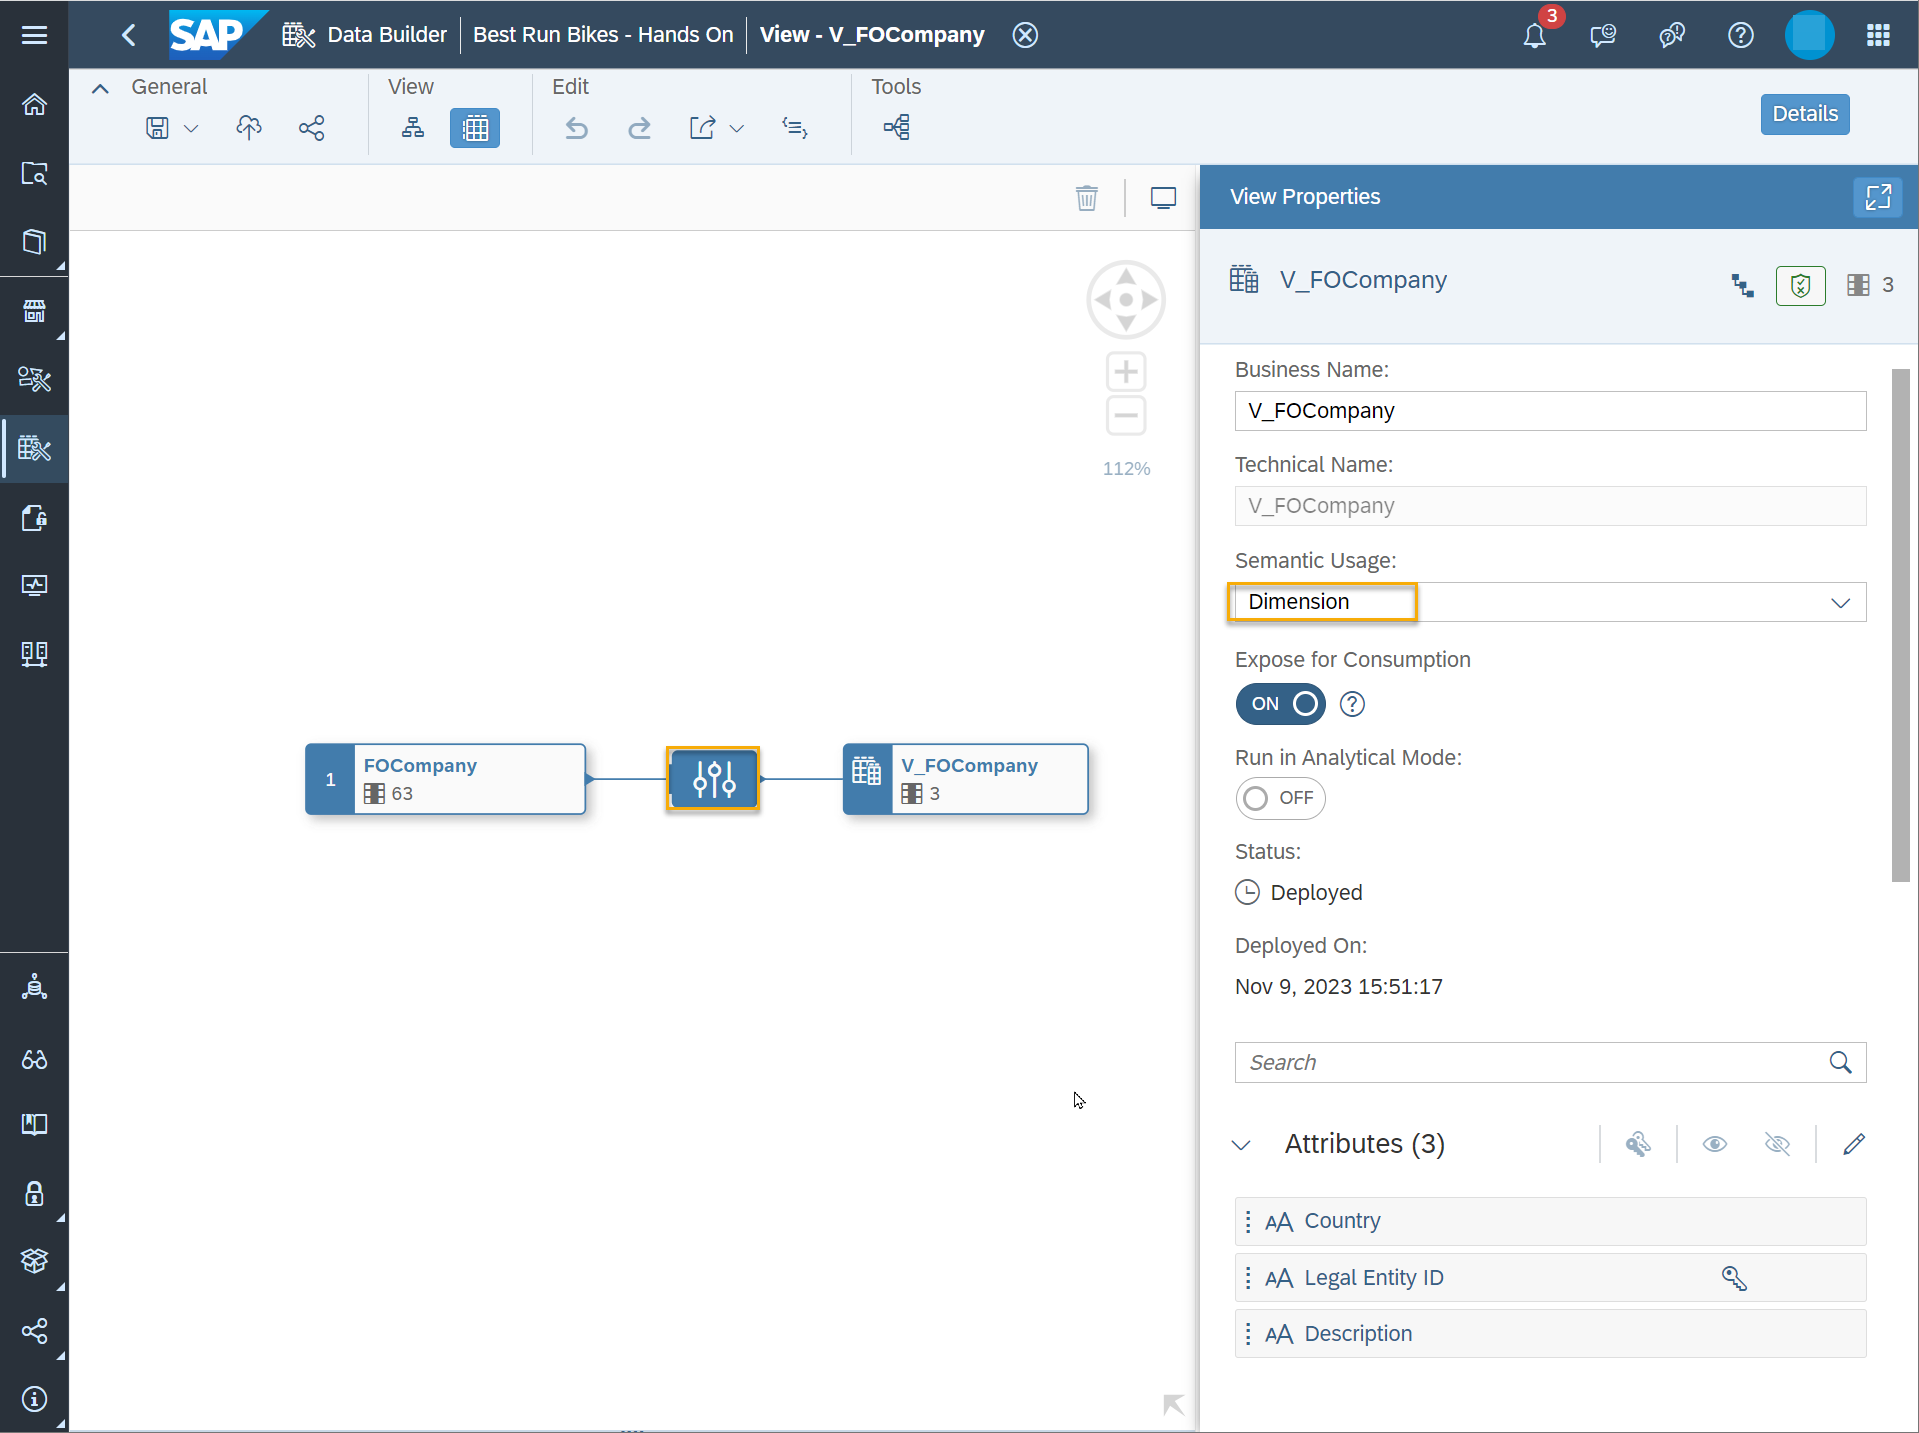 SAP
Data Builder
Best Run Bikes - Hands On
View - V_FOCompany
3
General
View
Edit
Tools
Details
View Properties
V_FOCompany
3
112%
Business Name:
V_FOCompany
Technical Name:
V_FOCompany
Semantic Usage:
Dimension
Expose for Consumption
ON
Run in Analytical Mode:
OFF
Status:
Deployed
Deployed On:
Nov 9, 2023 15:51:17
Search
Attributes (3)
AA Country
AA Legal Entity ID
AA Description
1
FOCompany
63
V_FOCompany
3